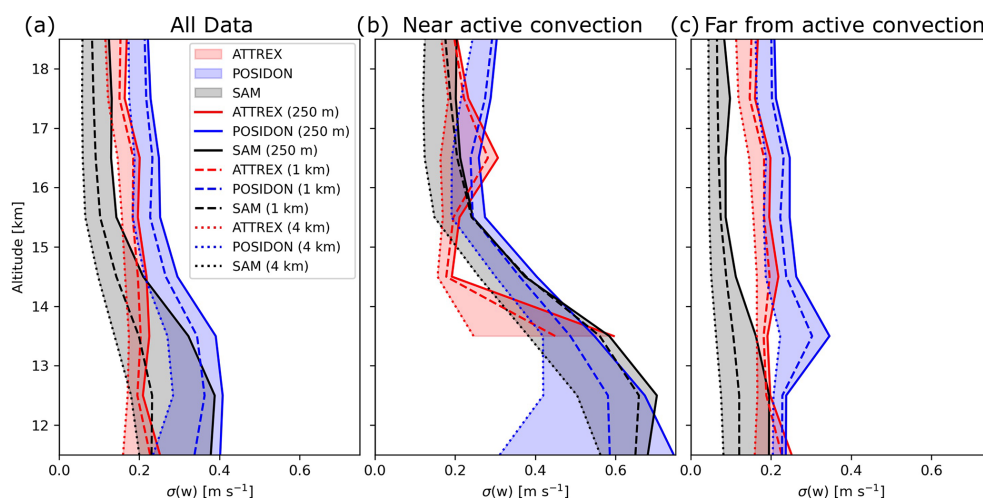 (a) All Data
(b) Near active convection
(c) Far from active convection
Altitude [km]
18
17
16
15
14
13
12
ATTREX
POSIDON
SAM
ATTREX (250 m)
POSIDON (250 m)
SAM (250 m)
ATTREX (1 km)
POSIDON (1 km)
SAM (1 km)
ATTREX (4 km)
POSIDON (4 km)
SAM (4 km)
0.0 0.2 0.4 0.6
σ(w) [m s⁻¹]
0.0 0.2 0.4 0.6
σ(w) [m s⁻¹]
0.0 0.2 0.4 0.6
σ(w) [m s⁻¹]